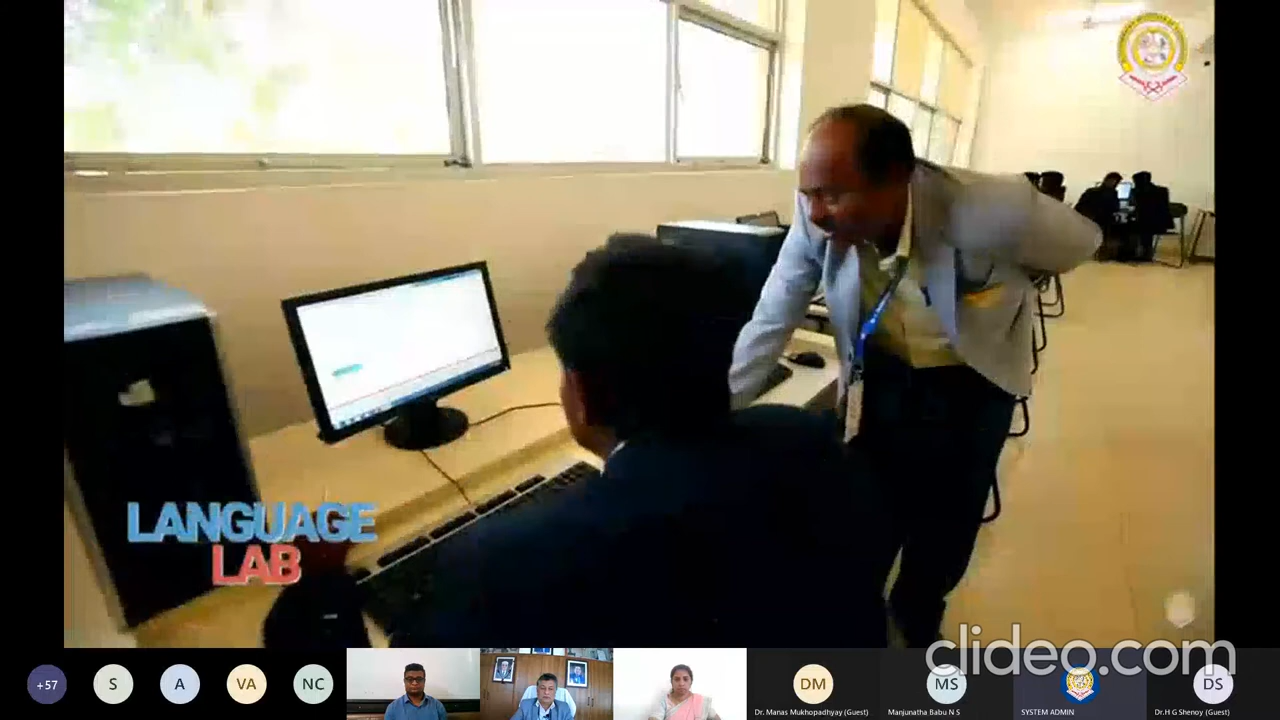 LANGUAGE
LAB
clideo.com
+57
S
A
VA
NC
DM
Dr. Manas Mukhopadhyay (Guest)
MS
Manjunatha Babu N S
SYSTEM ADMIN
DS
Dr.H G Shenoy (Guest)